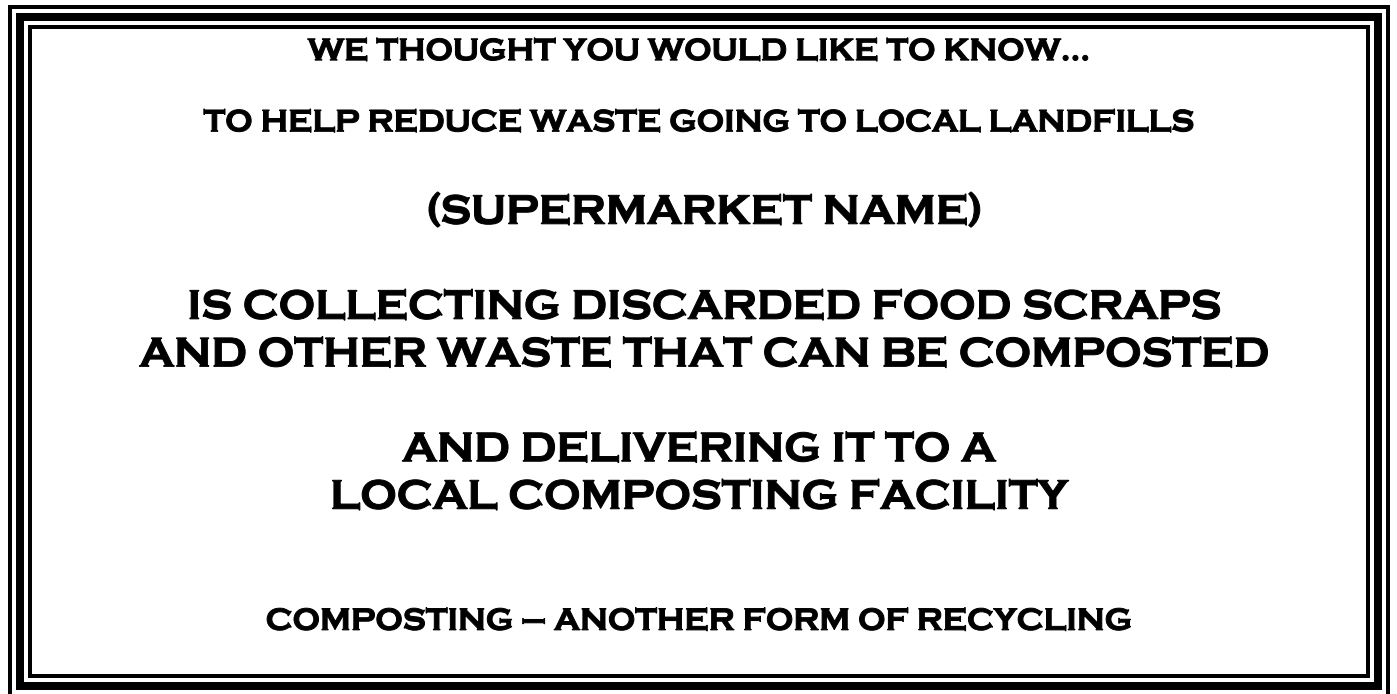 WE THOUGHT YOU WOULD LIKE TO KNOW...
TO HELP REDUCE WASTE GOING TO LOCAL LANDFILLS
(SUPERMARKET NAME)
IS COLLECTING DISCARDED FOOD SCRAPS
AND OTHER WASTE THAT CAN BE COMPOSTED
AND DELIVERING IT TO A
LOCAL COMPOSTING FACILITY
COMPOSTING – ANOTHER FORM OF RECYCLING